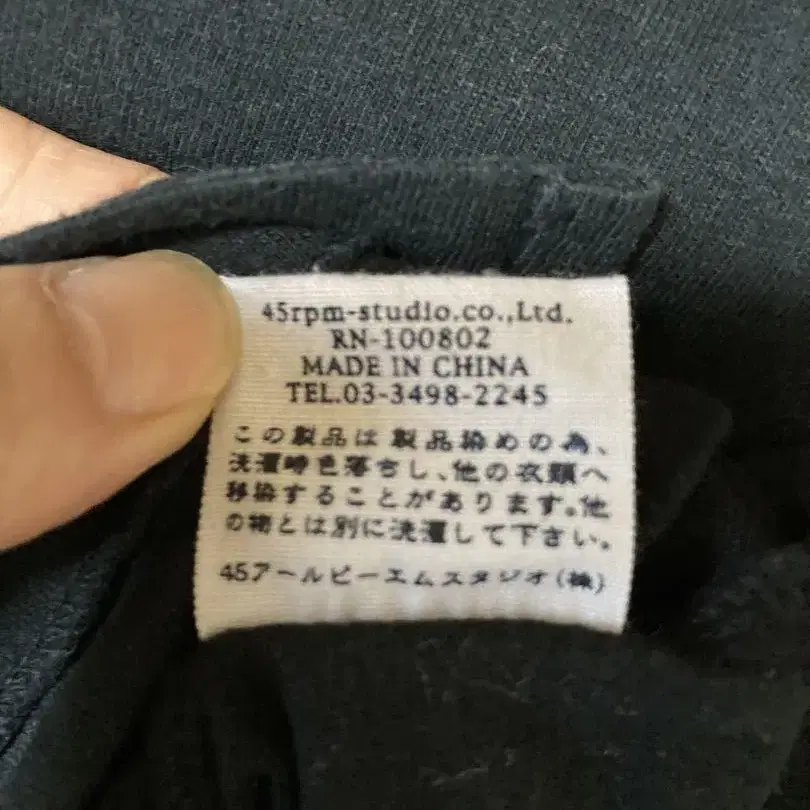 45rpm-studio.co.,Ltd.
RN-100802
MADE IN CHINA
TEL.03-3498-2245
この製品は製品染めの為、
洗濯時色落ちし、他の衣類へ
移染することがあります。他
の物とは別に洗濯して下さい。
45アールピーエムスタジオ(株)